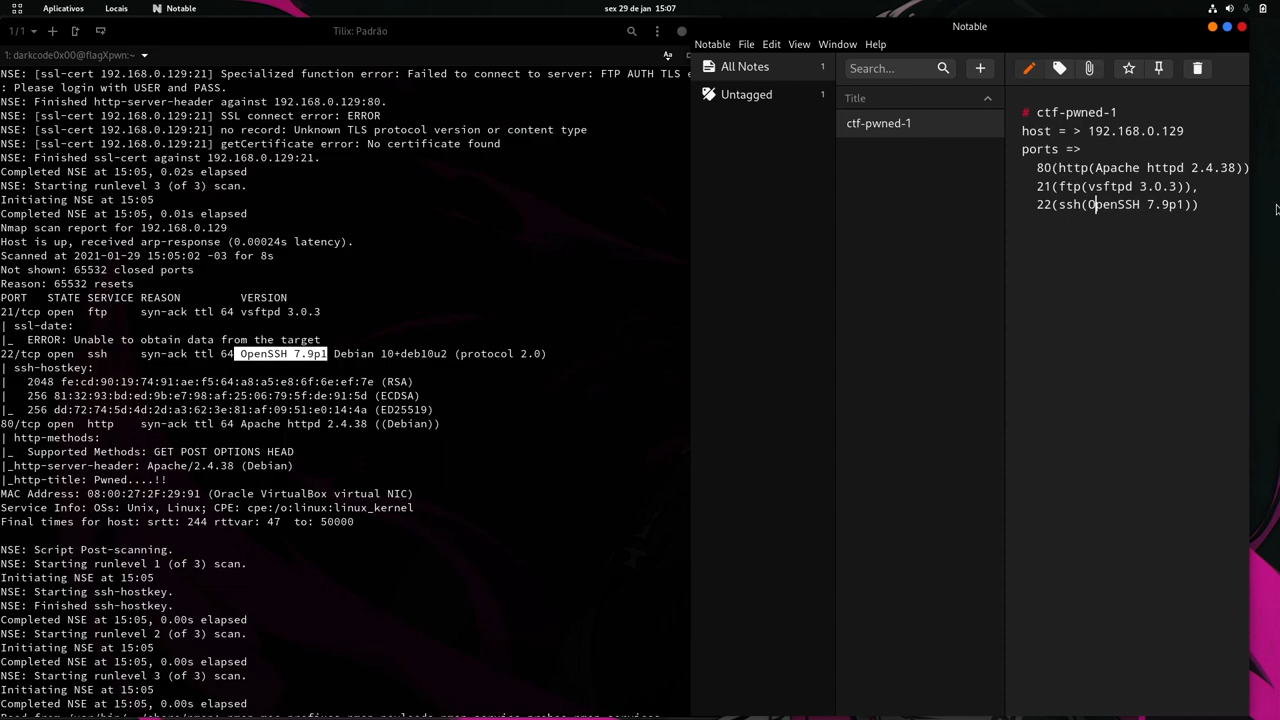 Aplicativos Locais Notable sex 29 de jan 15:07
1/1 Tilix: Padrão
1: darkcode0x00@flagXpwn:~
NSE: [ssl-cert 192.168.0.129:21] Specialized function error: Failed to connect to server: FTP AUTH TLS e
: Please login with USER and PASS.
NSE: Finished http-server-header against 192.168.0.129:80.
NSE: [ssl-cert 192.168.0.129:21] SSL connect error: ERROR
NSE: [ssl-cert 192.168.0.129:21] no record: Unknown TLS protocol version or content type
NSE: [ssl-cert 192.168.0.129:21] getCertificate error: No certificate found
NSE: Finished ssl-cert against 192.168.0.129:21.
Completed NSE at 15:05, 0.02s elapsed
NSE: Starting runlevel 3 (of 3) scan.
Initiating NSE at 15:05
Completed NSE at 15:05, 0.01s elapsed
Nmap scan report for 192.168.0.129
Host is up, received arp-response (0.00024s latency).
Scanned at 2021-01-29 15:05:02 -03 for 8s
Not shown: 65532 closed ports
Reason: 65532 resets
PORT STATE SERVICE REASON VERSION
21/tcp open ftp syn-ack ttl 64 vsftpd 3.0.3
| ssl-date:
|_ ERROR: Unable to obtain data from the target
22/tcp open ssh syn-ack ttl 64 OpenSSH 7.9p1 Debian 10+deb10u2 (protocol 2.0)
| ssh-hostkey:
| 2048 fe:cd:90:19:74:91:ae:f5:64:a8:a5:e8:6f:6e:ef:7e (RSA)
| 256 81:32:93:bd:ed:9b:e7:98:af:25:06:79:5f:de:91:5d (ECDSA)
|_ 256 dd:72:74:5d:4d:2d:a3:62:3e:81:af:09:51:e0:14:4a (ED25519)
80/tcp open http syn-ack ttl 64 Apache httpd 2.4.38 ((Debian))
| http-methods:
|_ Supported Methods: GET POST OPTIONS HEAD
|_http-server-header: Apache/2.4.38 (Debian)
|_http-title: Pwned....!!
MAC Address: 08:00:27:2F:29:91 (Oracle VirtualBox virtual NIC)
Service Info: OSs: Unix, Linux; CPE: cpe:/o:linux:linux_kernel
Final times for host: srtt: 244 rttvar: 47 to: 50000
NSE: Script Post-scanning.
NSE: Starting runlevel 1 (of 3) scan.
Initiating NSE at 15:05
NSE: Starting ssh-hostkey.
NSE: Finished ssh-hostkey.
Completed NSE at 15:05, 0.00s elapsed
NSE: Starting runlevel 2 (of 3) scan.
Initiating NSE at 15:05
Completed NSE at 15:05, 0.00s elapsed
NSE: Starting runlevel 3 (of 3) scan.
Initiating NSE at 15:05
Completed NSE at 15:05, 0.00s elapsed
Notable
Notable File Edit View Window Help
All Notes 1
Untagged 1
Search...
Title
ctf-pwned-1
# ctf-pwned-1
host = > 192.168.0.129
ports =>
80(http(Apache httpd 2.4.38))
21(ftp(vsftpd 3.0.3)),
22(ssh(OpenSSH 7.9p1))